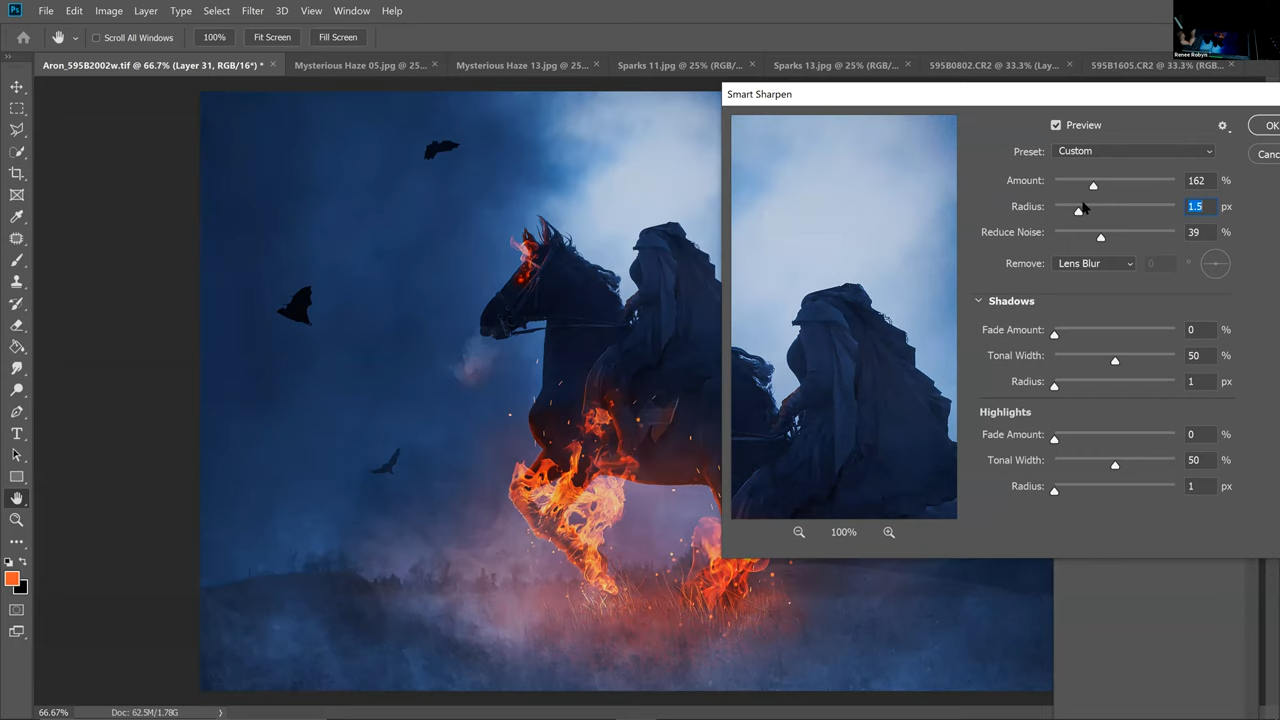 Ps File Edit Image Layer Type Select Filter 3D View Window Help
Scroll All Windows 100% Fit Screen Fill Screen
Renee Robyn
Aron_595B2002w.tif @ 66.7% (Layer 31, RGB/16*) * × Mysterious Haze 05.jpg @ 25... × Mysterious Haze 13.jpg @ 25... × Sparks 11.jpg @ 25% (RGB/... × Sparks 13.jpg @ 25% (RGB/... × 595B0802.CR2 @ 33.3% (Lay... × 595B1605.CR2 @ 33.3% (RGB... ×
Smart Sharpen
Preview OK
Preset: Custom Canc
Amount: 162 %
Radius: 1.5 px
Reduce Noise: 39 %
Remove: Lens Blur 0 °
Shadows
Fade Amount: 0 %
Tonal Width: 50 %
Radius: 1 px
Highlights
Fade Amount: 0 %
Tonal Width: 50 %
Radius: 1 px
100%
66.67% Doc: 62.5M/1.78G